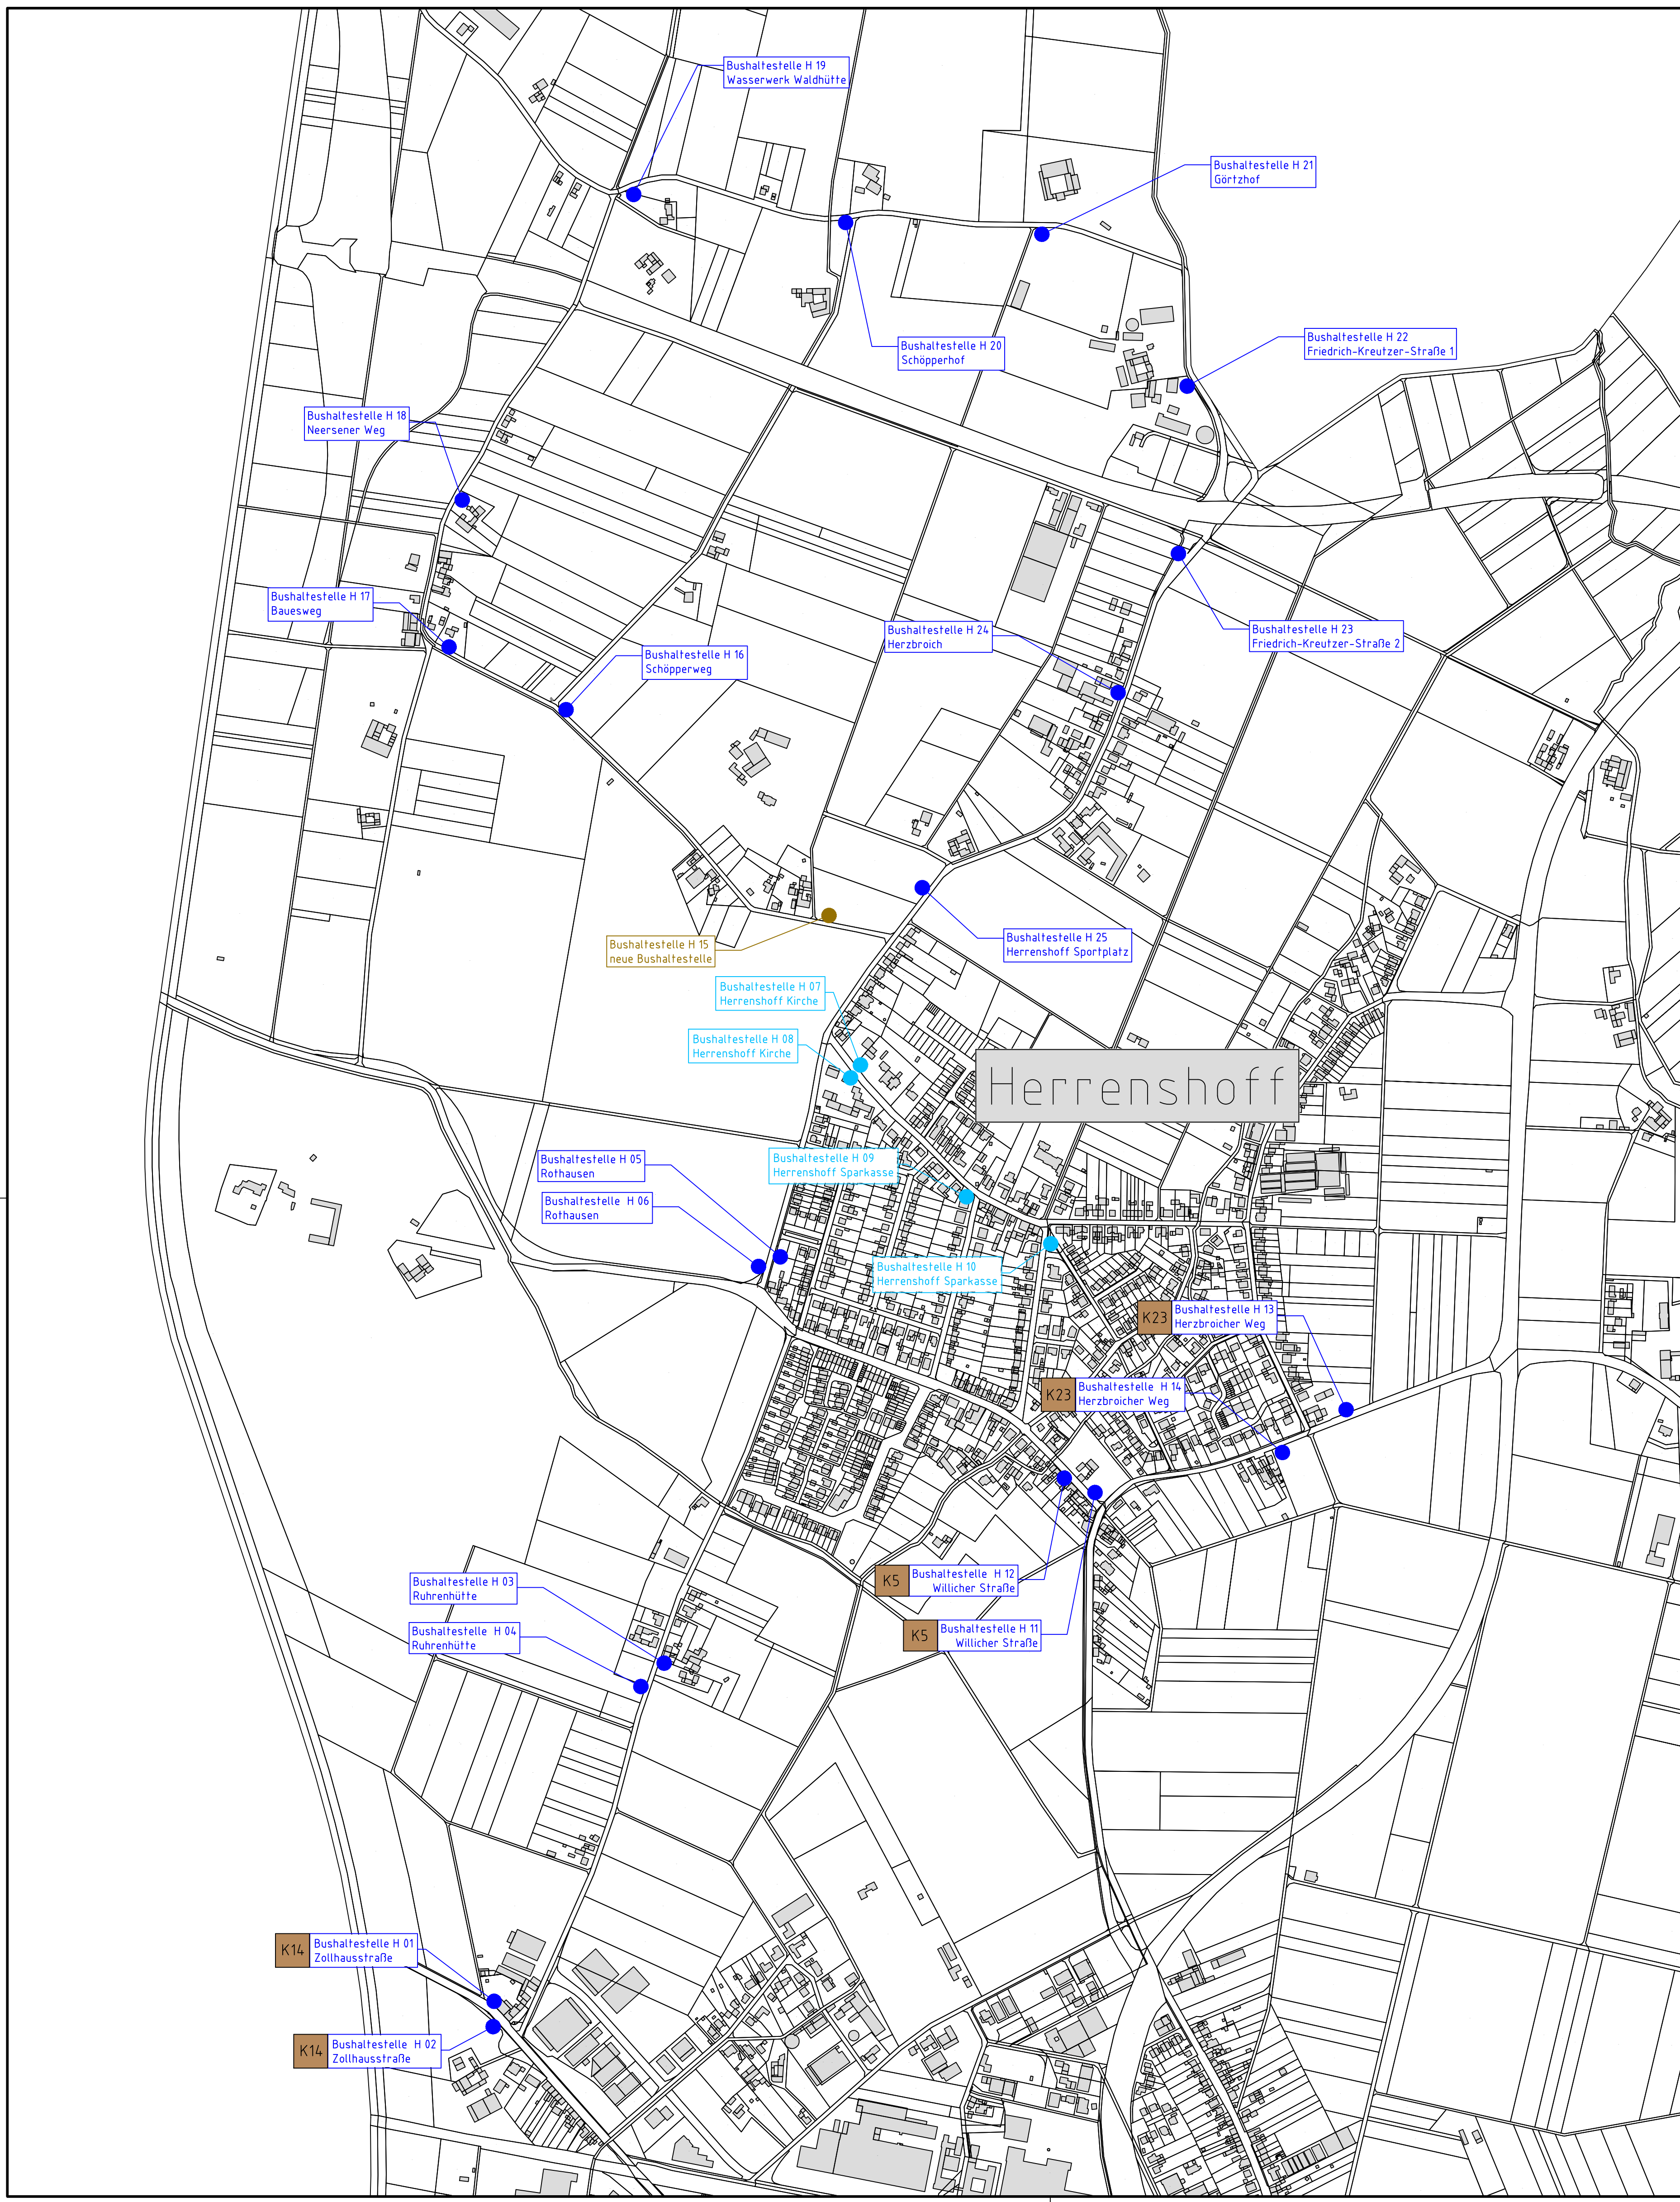 Bushaltestelle H 19
Wasserwerk Waldhütte
Bushaltestelle H 21
Görtzhof
Bushaltestelle H 20
Schöpperhof
Bushaltestelle H 22
Friedrich-Kreutzer-Straße 1
Bushaltestelle H 18
Neersener Weg
Bushaltestelle H 17
Bauesweg
Bushaltestelle H 24
Herzbroich
Bushaltestelle H 23
Friedrich-Kreutzer-Straße 2
Bushaltestelle H 16
Schöpperweg
Bushaltestelle H 15
neue Bushaltestelle
Bushaltestelle H 25
Herrenshoff Sportplatz
Bushaltestelle H 07
Herrenshoff Kirche
Bushaltestelle H 08
Herrenshoff Kirche
Herrenshoff
Bushaltestelle H 05
Rothausen
Bushaltestelle H 09
Herrenshoff Sparkasse
Bushaltestelle H 06
Rothausen
Bushaltestelle H 10
Herrenshoff Sparkasse
K23
Bushaltestelle H 13
Herzbroicher Weg
K23
Bushaltestelle H 14
Herzbroicher Weg
K5
Bushaltestelle H 12
Willicher Straße
Bushaltestelle H 03
Ruhrenhütte
K5
Bushaltestelle H 11
Willicher Straße
Bushaltestelle H 04
Ruhrenhütte
K14
Bushaltestelle H 01
Zollhausstraße
K14
Bushaltestelle H 02
Zollhausstraße